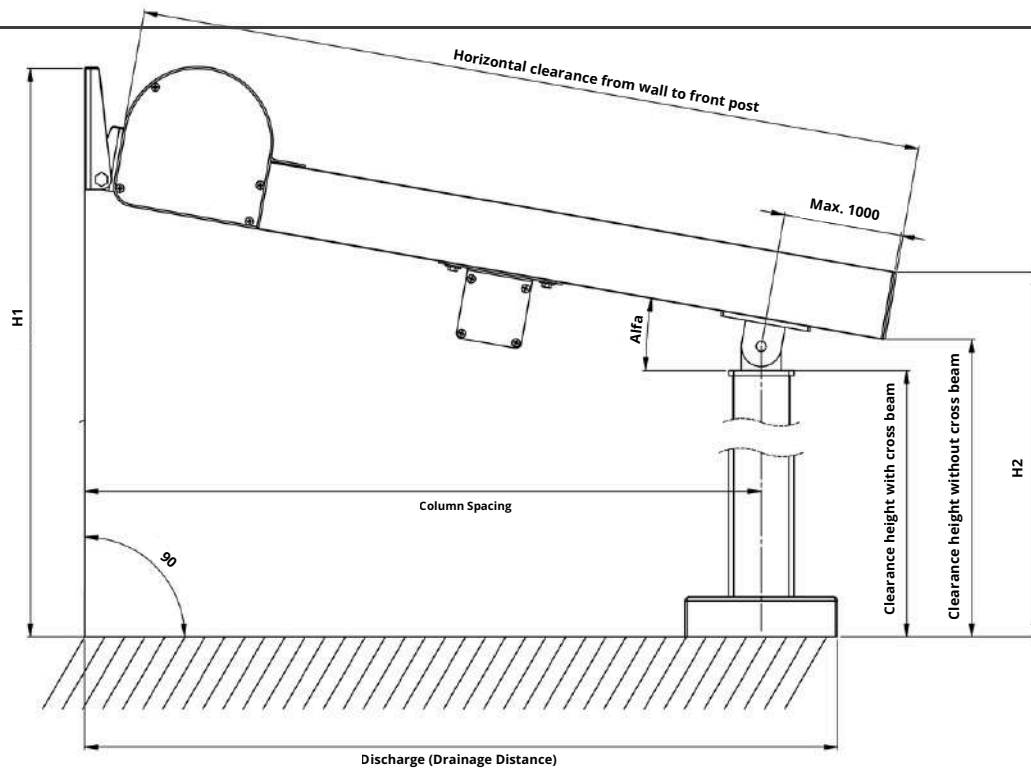 Horizontal clearance from wall to front post
Max. 1000
H1
Alfa
Clearance height with cross beam
Clearance height without cross beam
H2
Column Spacing
90
Discharge (Drainage Distance)